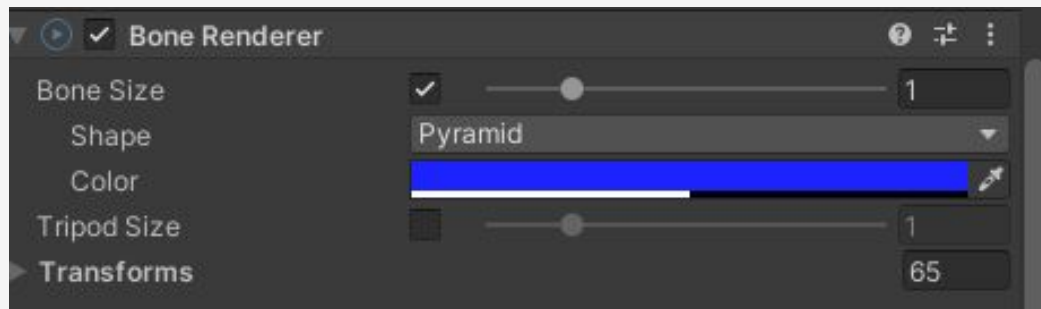 Bone Renderer
Bone Size 1
Shape Pyramid
Color
Tripod Size 1
Transforms 65